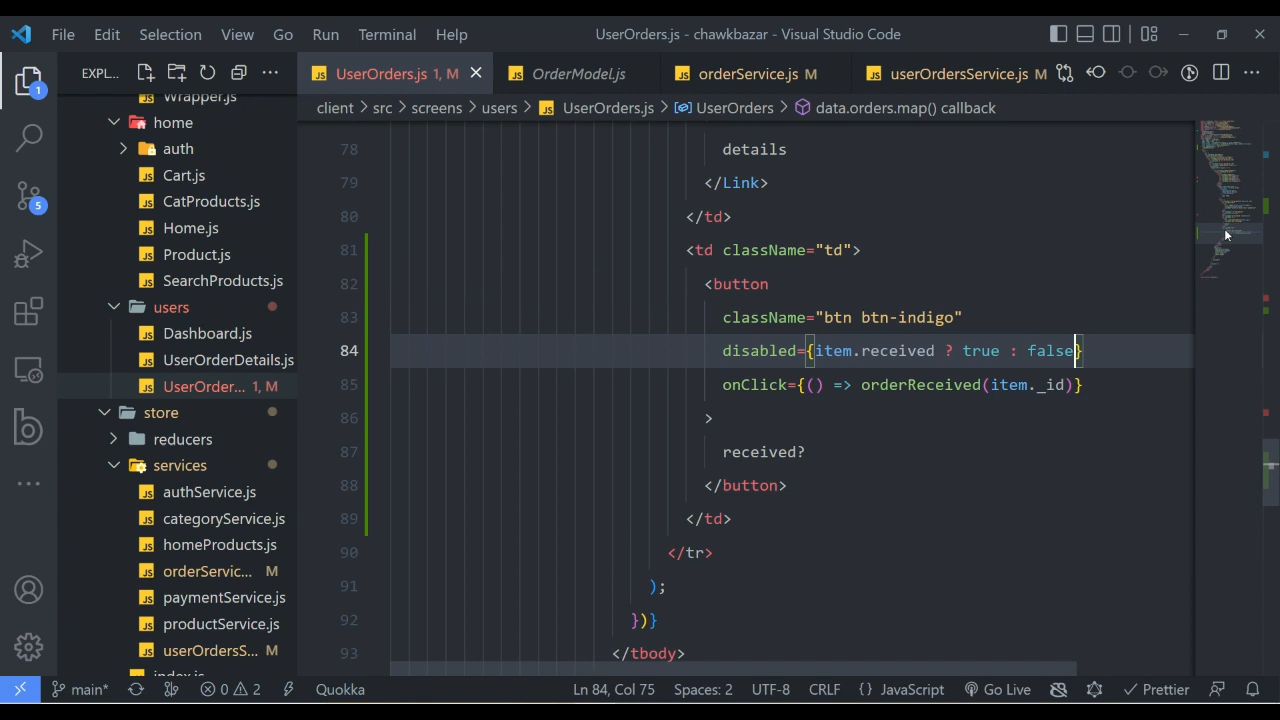 File Edit Selection View Go Run Terminal Help UserOrders.js - chawkbazar - Visual Studio Code
EXPL... UserOrders.js 1, M OrderModel.js orderService.js M userOrdersService.js M
client > src > screens > users > UserOrders.js > UserOrders > data.orders.map() callback
Wrapper.js
home
auth
Cart.js
CatProducts.js
Home.js
Product.js
SearchProducts.js
users
Dashboard.js
UserOrderDetails.js
UserOrder... 1, M
store
reducers
services
authService.js
categoryService.js
homeProducts.js
orderServic... M
paymentService.js
productService.js
userOrdersS... M
index.js
1
5
78 details
79 </Link>
80 </td>
81 <td className="td">
82 <button
83 className="btn btn-indigo"
84 disabled={item.received ? true : false}
85 onClick={() => orderReceived(item._id)}
86 >
87 received?
88 </button>
89 </td>
90 </tr>
91 );
92 })}
93 </tbody>
main* 0 2 Quokka Ln 84, Col 75 Spaces: 2 UTF-8 CRLF {} JavaScript Go Live Prettier